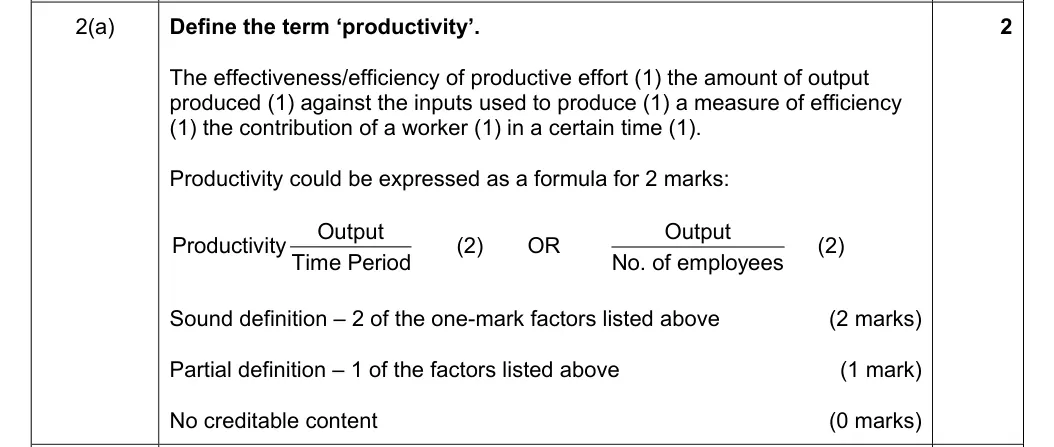 2(a) Define the term ‘productivity’. 2
The effectiveness/efficiency of productive effort (1) the amount of output
produced (1) against the inputs used to produce (1) a measure of efficiency
(1) the contribution of a worker (1) in a certain time (1).
Productivity could be expressed as a formula for 2 marks:
Output Output
Productivity (2) OR (2)
Time Period No. of employees
Sound definition – 2 of the one-mark factors listed above (2 marks)
Partial definition – 1 of the factors listed above (1 mark)
No creditable content (0 marks)